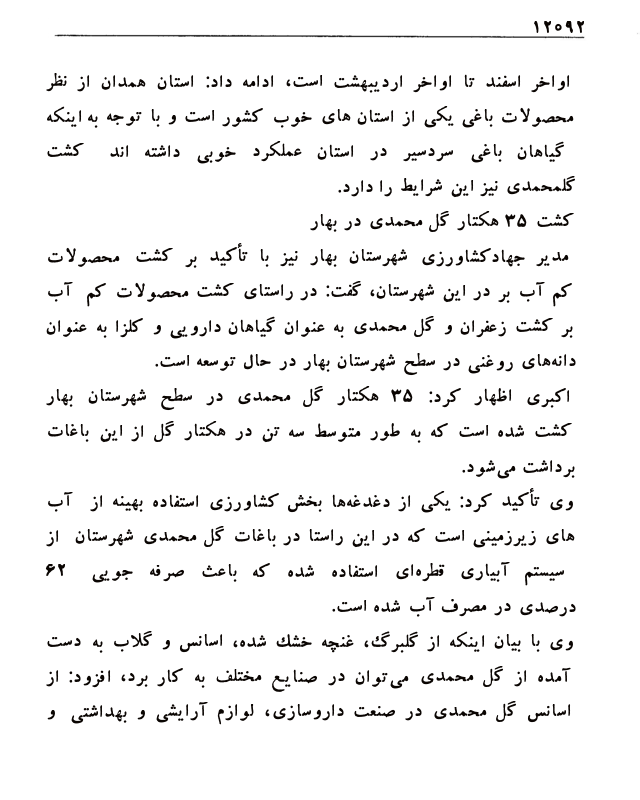 ۱۲۰۹۲
اواخر اسفند تا اواخر اردیبهشت است، ادامه داد: استان همدان از نظر
محصولات باغی یکی از استان های خوب کشور است و با توجه به اینکه
گیاهان باغی سردسیر در استان عملکرد خوبی داشته اند کشت
گلمحمدی نیز این شرایط را دارد.
کشت ۳۵ هکتار گل محمدی در بهار
مدیر جهادکشاورزی شهرستان بهار نیز با تأکید بر کشت محصولات
کم آب بر در این شهرستان، گفت: در راستای کشت محصولات کم آب
بر کشت زعفران و گل محمدی به عنوان گیاهان دارویی و کلزا به عنوان
دانه‌های روغنی در سطح شهرستان بهار در حال توسعه است.
اکبری اظهار کرد: ۳۵ هکتار گل محمدی در سطح شهرستان بهار
کشت شده است که به طور متوسط سه تن در هکتار گل از این باغات
برداشت می‌شود.
وی تأکید کرد: یکی از دغدغه‌ها بخش کشاورزی استفاده بهینه از آب
های زیرزمینی است که در این راستا در باغات گل محمدی شهرستان از
سیستم آبیاری قطره‌ای استفاده شده که باعث صرفه جویی ۶۲
درصدی در مصرف آب شده است.
وی با بیان اینکه از گلبرگ، غنچه خشك شده، اسانس و گلاب به دست
آمده از گل محمدی می‌توان در صنایع مختلف به کار برد، افزود: از
اسانس گل محمدی در صنعت داروسازی، لوازم آرایشی و بهداشتی و